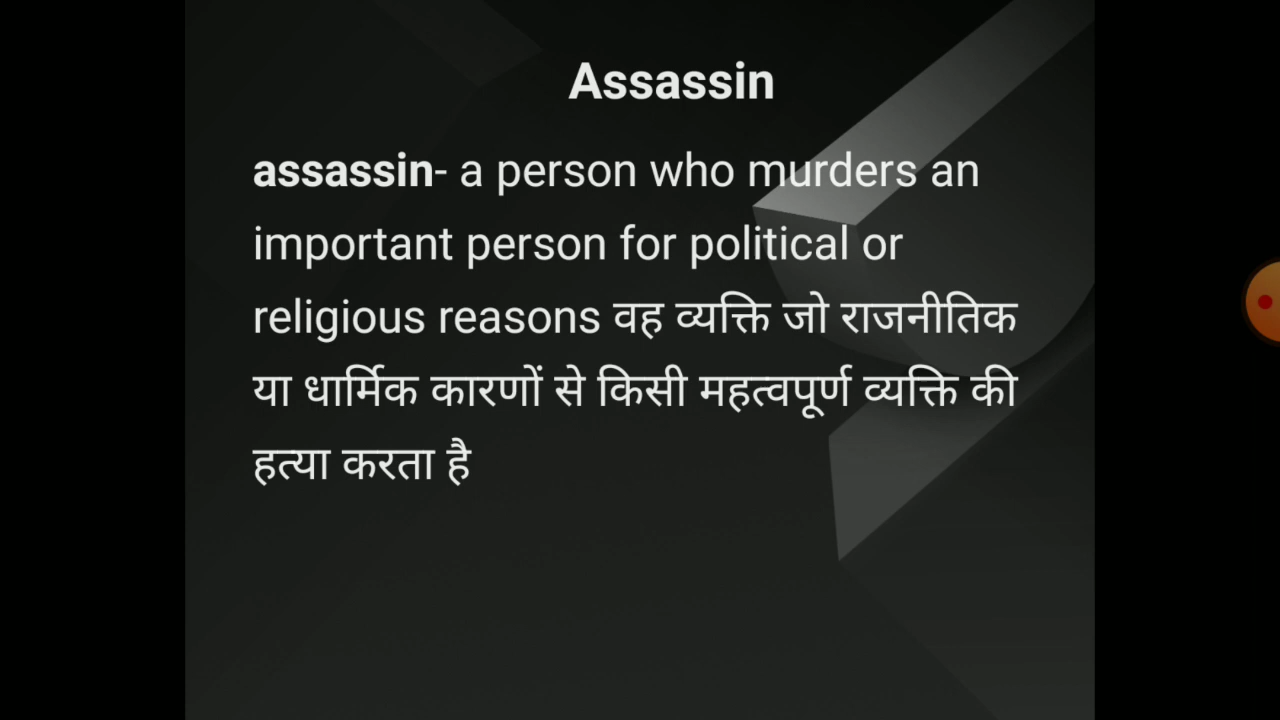 Assassin
assassin- a person who murders an
important person for political or
religious reasons वह व्यक्ति जो राजनीतिक
या धार्मिक कारणों से किसी महत्वपूर्ण व्यक्ति की
हत्या करता है